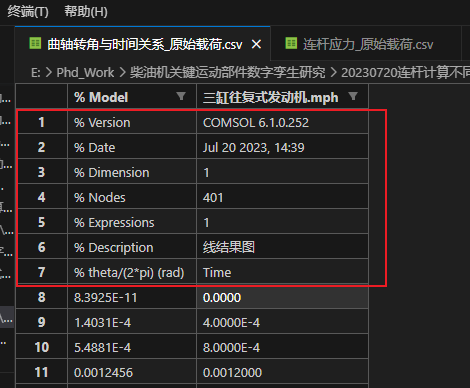 终端(T) 帮助(H)
曲轴转角与时间关系_原始载荷.csv 连杆应力_原始载荷.csv
E: > Phd_Work > 柴油机关键运动部件数字孪生研究 > 20230720连杆计算不同
% Model 三缸往复式发动机.mph
1 % Version COMSOL 6.1.0.252
2 % Date Jul 20 2023, 14:39
3 % Dimension 1
4 % Nodes 401
5 % Expressions 1
6 % Description 线结果图
7 % theta/(2*pi) (rad) Time
8 8.3925E-11 0.0000
9 1.4031E-4 4.0000E-4
10 5.4881E-4 8.0000E-4
11 0.0012456 0.0012000